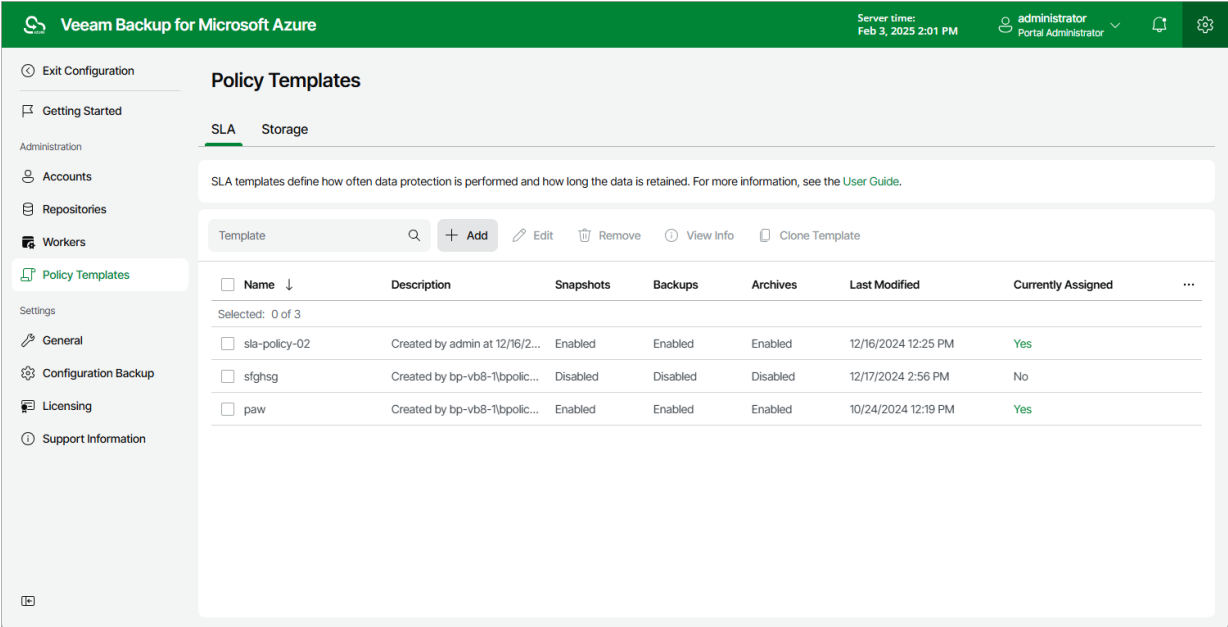 Veeam Backup for Microsoft Azure
Server time:
Feb 3, 2025 2:01 PM
administrator
Portal Administrator
Exit Configuration
Getting Started
Administration
Accounts
Repositories
Workers
Policy Templates
Settings
General
Configuration Backup
Licensing
Support Information
Policy Templates
SLA Storage
SLA templates define how often data protection is performed and how long the data is retained. For more information, see the User Guide.
Template Add Edit Remove View Info Clone Template
Name Description Snapshots Backups Archives Last Modified Currently Assigned ...
Selected: 0 of 3
sla-policy-02 Created by admin at 12/16/2... Enabled Enabled Enabled 12/16/2024 12:25 PM Yes
sfghsg Created by bp-vb8-1\bpolic... Disabled Disabled Disabled 12/17/2024 2:56 PM No
paw Created by bp-vb8-1\bpolic... Enabled Enabled Enabled 10/24/2024 12:19 PM Yes